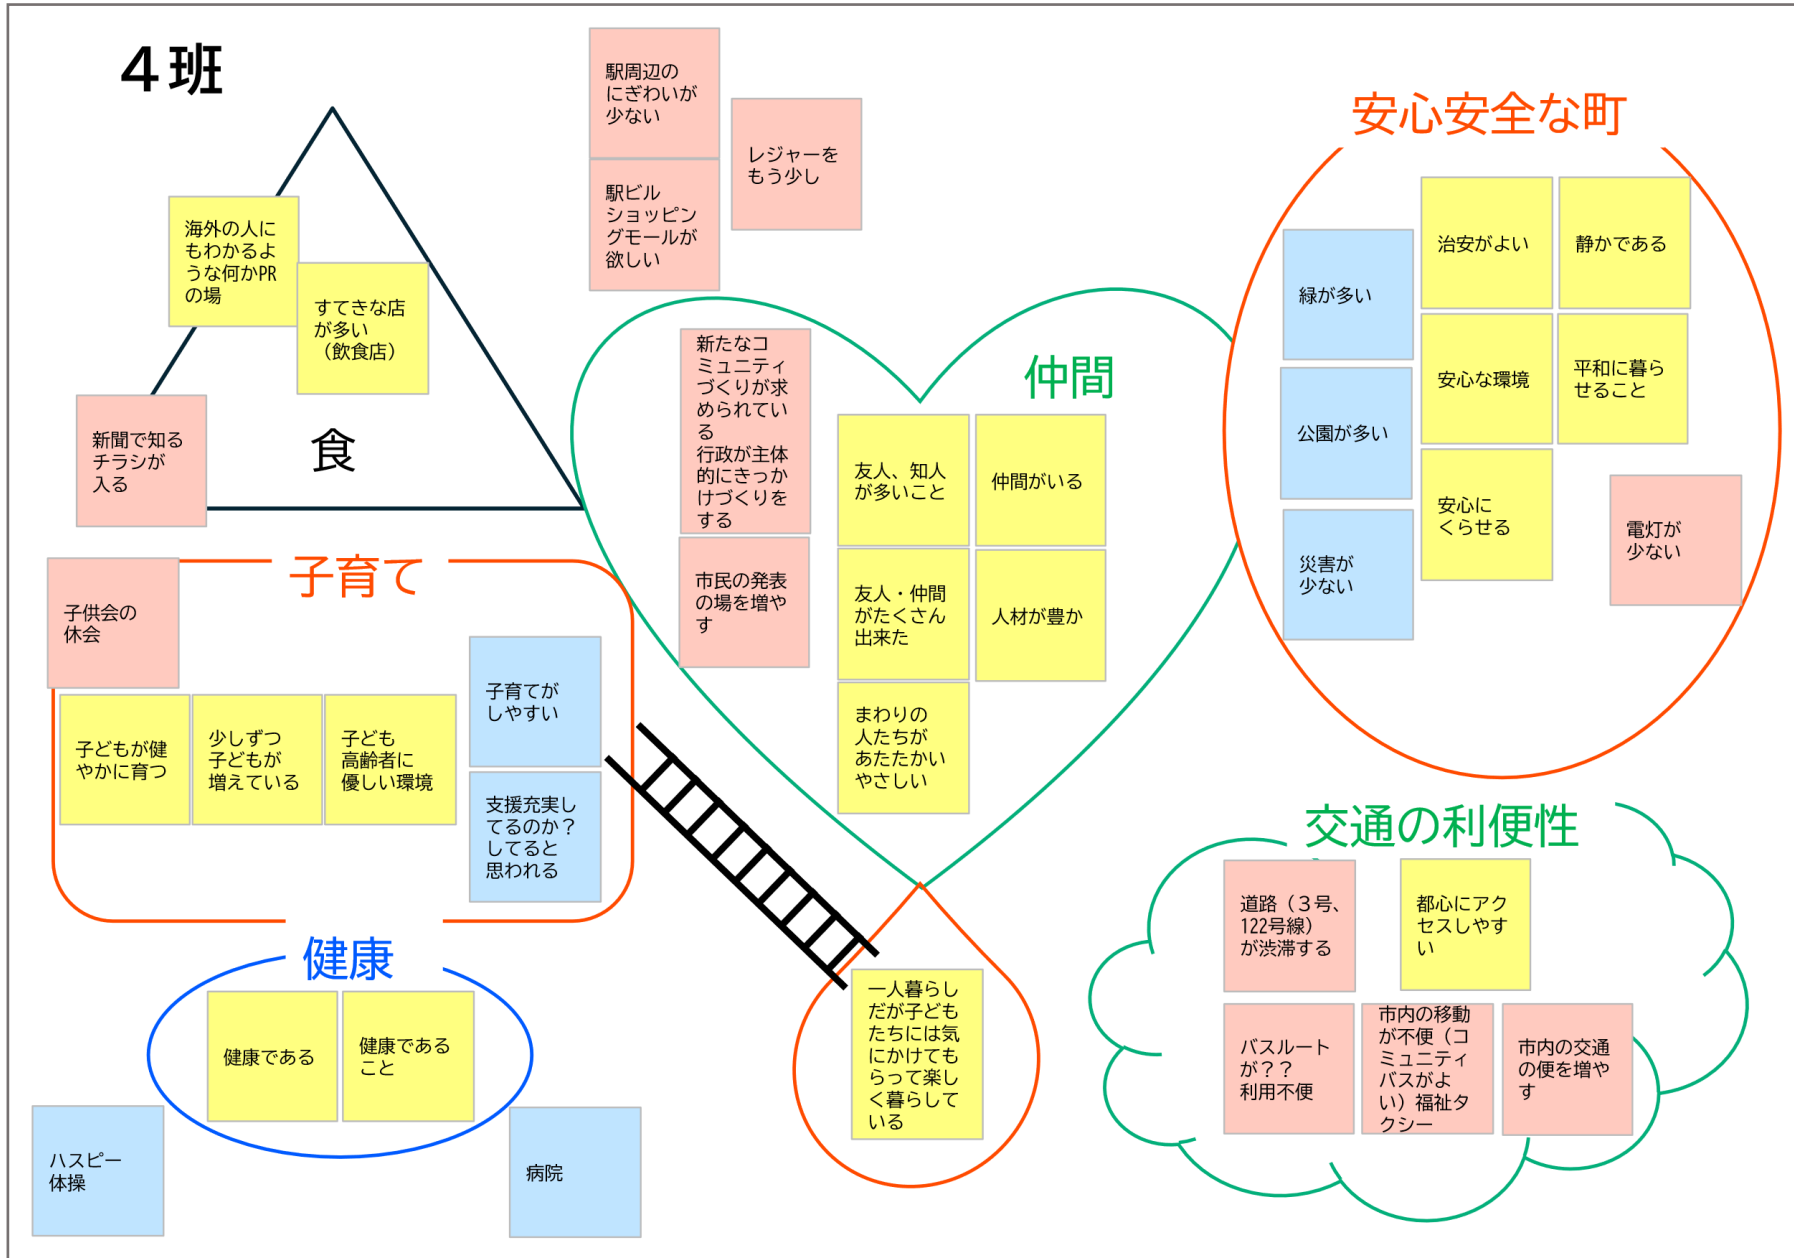 ４班
駅周辺の
にぎわいが
少ない
レジャーを
もう少し
駅ビル
ショッピン
グモールが
欲しい
海外の人に
もわかるよ
うな何かPR
の場
すてきな店
が多い
（飲食店）
新聞で知る
チラシが
入る
食
安心安全な町
緑が多い
治安がよい
静かである
公園が多い
安心な環境
平和に暮ら
せること
災害が
少ない
安心に
くらせる
電灯が
少ない
仲間
新たなコ
ミュニティ
づくりが求
められてい
る
行政が主体
的にきっか
けづくりを
する
友人、知人
が多いこと
仲間がいる
市民の発表
の場を増や
す
友人・仲間
がたくさん
出来た
人材が豊か
まわりの
人たちが
あたたかい
やさしい
子育て
子供会の
休会
子どもが健
やかに育つ
少しずつ
子どもが
増えている
子ども
高齢者に
優しい環境
子育てが
しやすい
支援充実し
てるのか？
してると
思われる
健康
健康である
健康である
こと
ハスピー
体操
病院
一人暮らし
だが子ども
たちには気
にかけても
らって楽し
く暮らして
いる
交通の利便性
道路（３号、
122号線）
が渋滞する
都心にアク
セスしやす
い
バスルート
が？？
利用不便
市内の移動
が不便（コ
ミュニティ
バスがよ
い）福祉タ
クシー
市内の交通
の便を増や
す